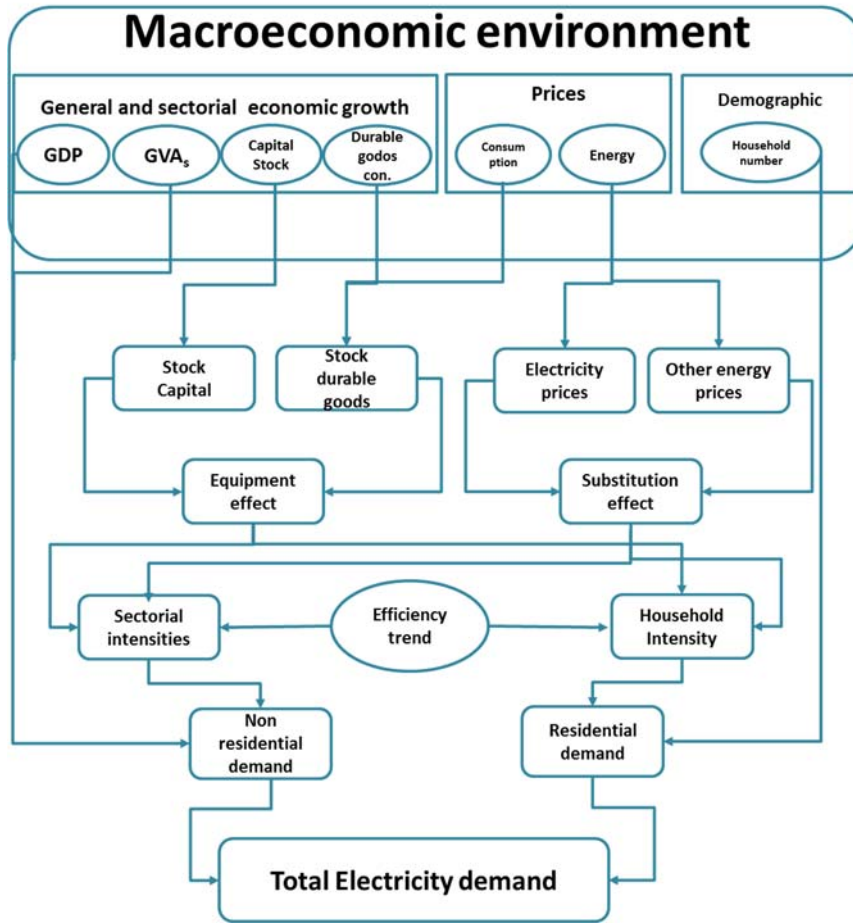 Macroeconomic environment
General and sectorial economic growth
Prices
Demographic
GDP
GVAs
Capital
Stock
Durable
godos
con.
Consum
ption
Energy
Household
number
Stock
Capital
Stock
durable
goods
Electricity
prices
Other energy
prices
Equipment
effect
Substitution
effect
Sectorial
intensities
Efficiency
trend
Household
Intensity
Non
residential
demand
Residential
demand
Total Electricity demand